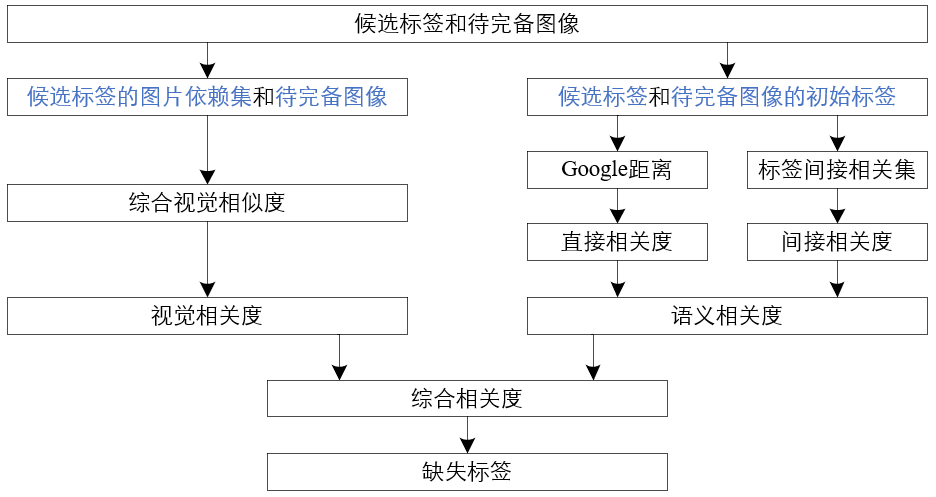 候选标签和待完备图像
候选标签的图片依赖集和待完备图像
候选标签和待完备图像的初始标签
Google距离
标签间接相关集
综合视觉相似度
直接相关度
间接相关度
视觉相关度
语义相关度
综合相关度
缺失标签